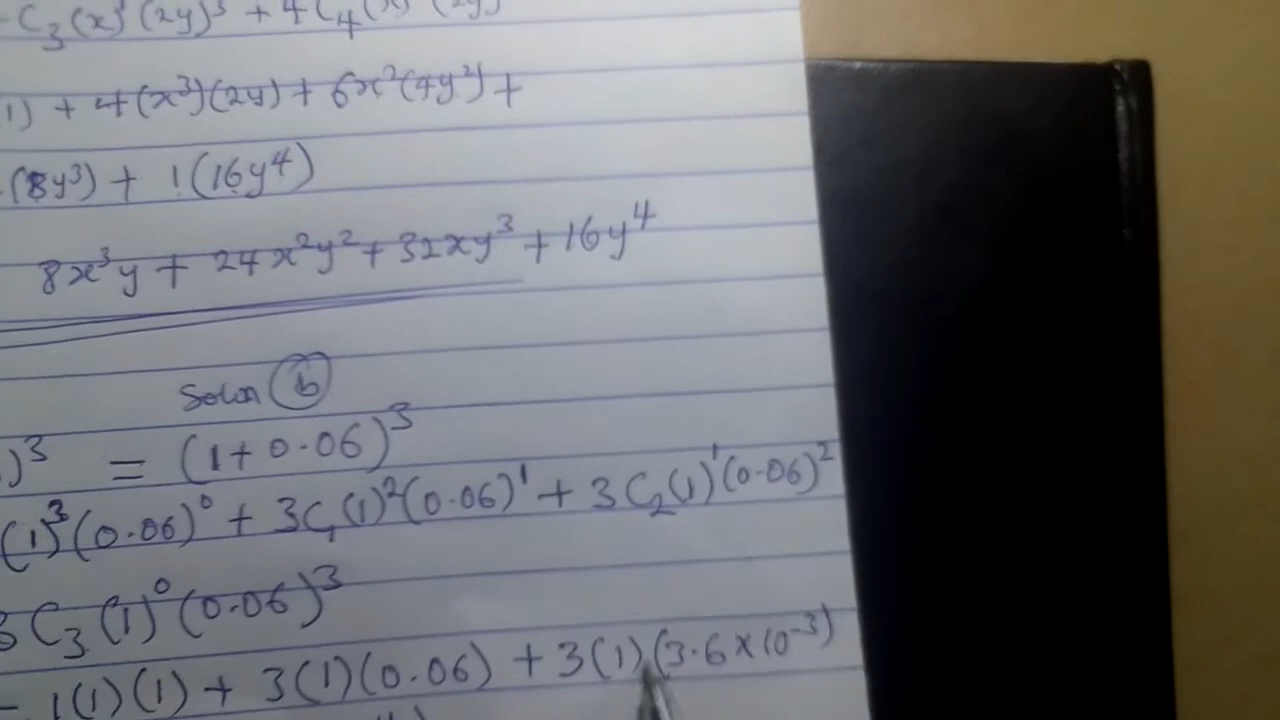 C₃(x)¹(2y)³ + 4C₄
1) + 4(x³)(2y) + 6x²(4y²) +
(8y³) + 1(16y⁴)
8x³y + 24x²y² + 32xy³ + 16y⁴
Soln (b)
)³ = (1+0.06)³
(1)³(0.06)⁰ + 3C₁(1)²(0.06)¹ + 3C₂(1)¹(0.06)²
3C₃(1)⁰(0.06)³
= 1(1)(1) + 3(1)(0.06) + 3(1)(3.6×10⁻³)